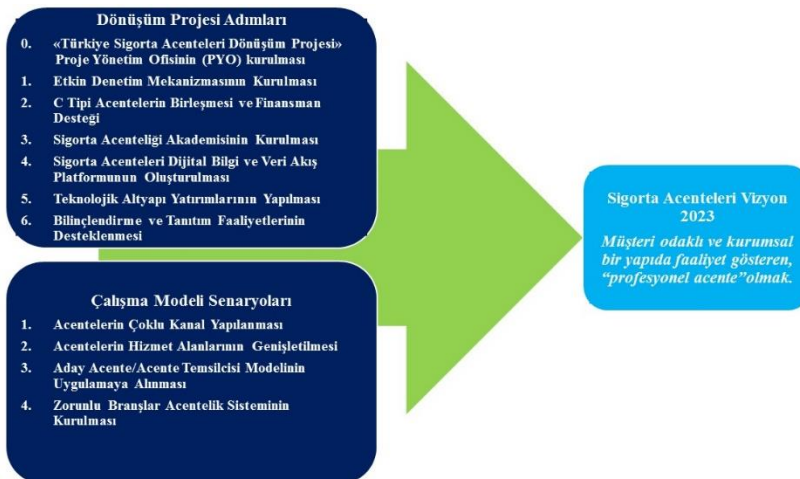 Dönüşüm Projesi Adımları
0. «Türkiye Sigorta Acenteleri Dönüşüm Projesi»
Proje Yönetim Ofisinin (PYO) kurulması
1. Etkin Denetim Mekanizmasının Kurulması
2. C Tipi Acentelerin Birleşmesi ve Finansman
Desteği
3. Sigorta Acenteliği Akademisinin Kurulması
4. Sigorta Acenteleri Dijital Bilgi ve Veri Akış
Platformunun Oluşturulması
5. Teknolojik Altyapı Yatırımlarının Yapılması
6. Bilinçlendirme ve Tanıtım Faaliyetlerinin
Desteklenmesi
Çalışma Modeli Senaryoları
1. Acentelerin Çoklu Kanal Yapılanması
2. Acentelerin Hizmet Alanlarının Genişletilmesi
3. Aday Acente/Acente Temsilcisi Modelinin
Uygulamaya Alınması
4. Zorunlu Branşlar Acentelik Sisteminin
Kurulması
Sigorta Acenteleri Vizyon
2023
Müşteri odaklı ve kurumsal
bir yapıda faaliyet gösteren,
“profesyonel acente”olmak.